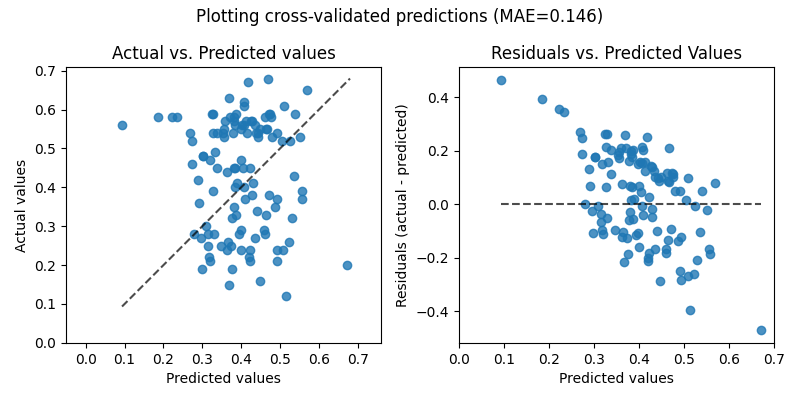 Plotting cross-validated predictions (MAE=0.146)
Actual vs. Predicted values
Actual values
0.7
0.6
0.5
0.4
0.3
0.2
0.1
0.0
0.0 0.1 0.2 0.3 0.4 0.5 0.6 0.7
Predicted values
Residuals vs. Predicted Values
Residuals (actual - predicted)
0.4
0.2
0.0
−0.2
−0.4
0.0 0.1 0.2 0.3 0.4 0.5 0.6 0.7
Predicted values